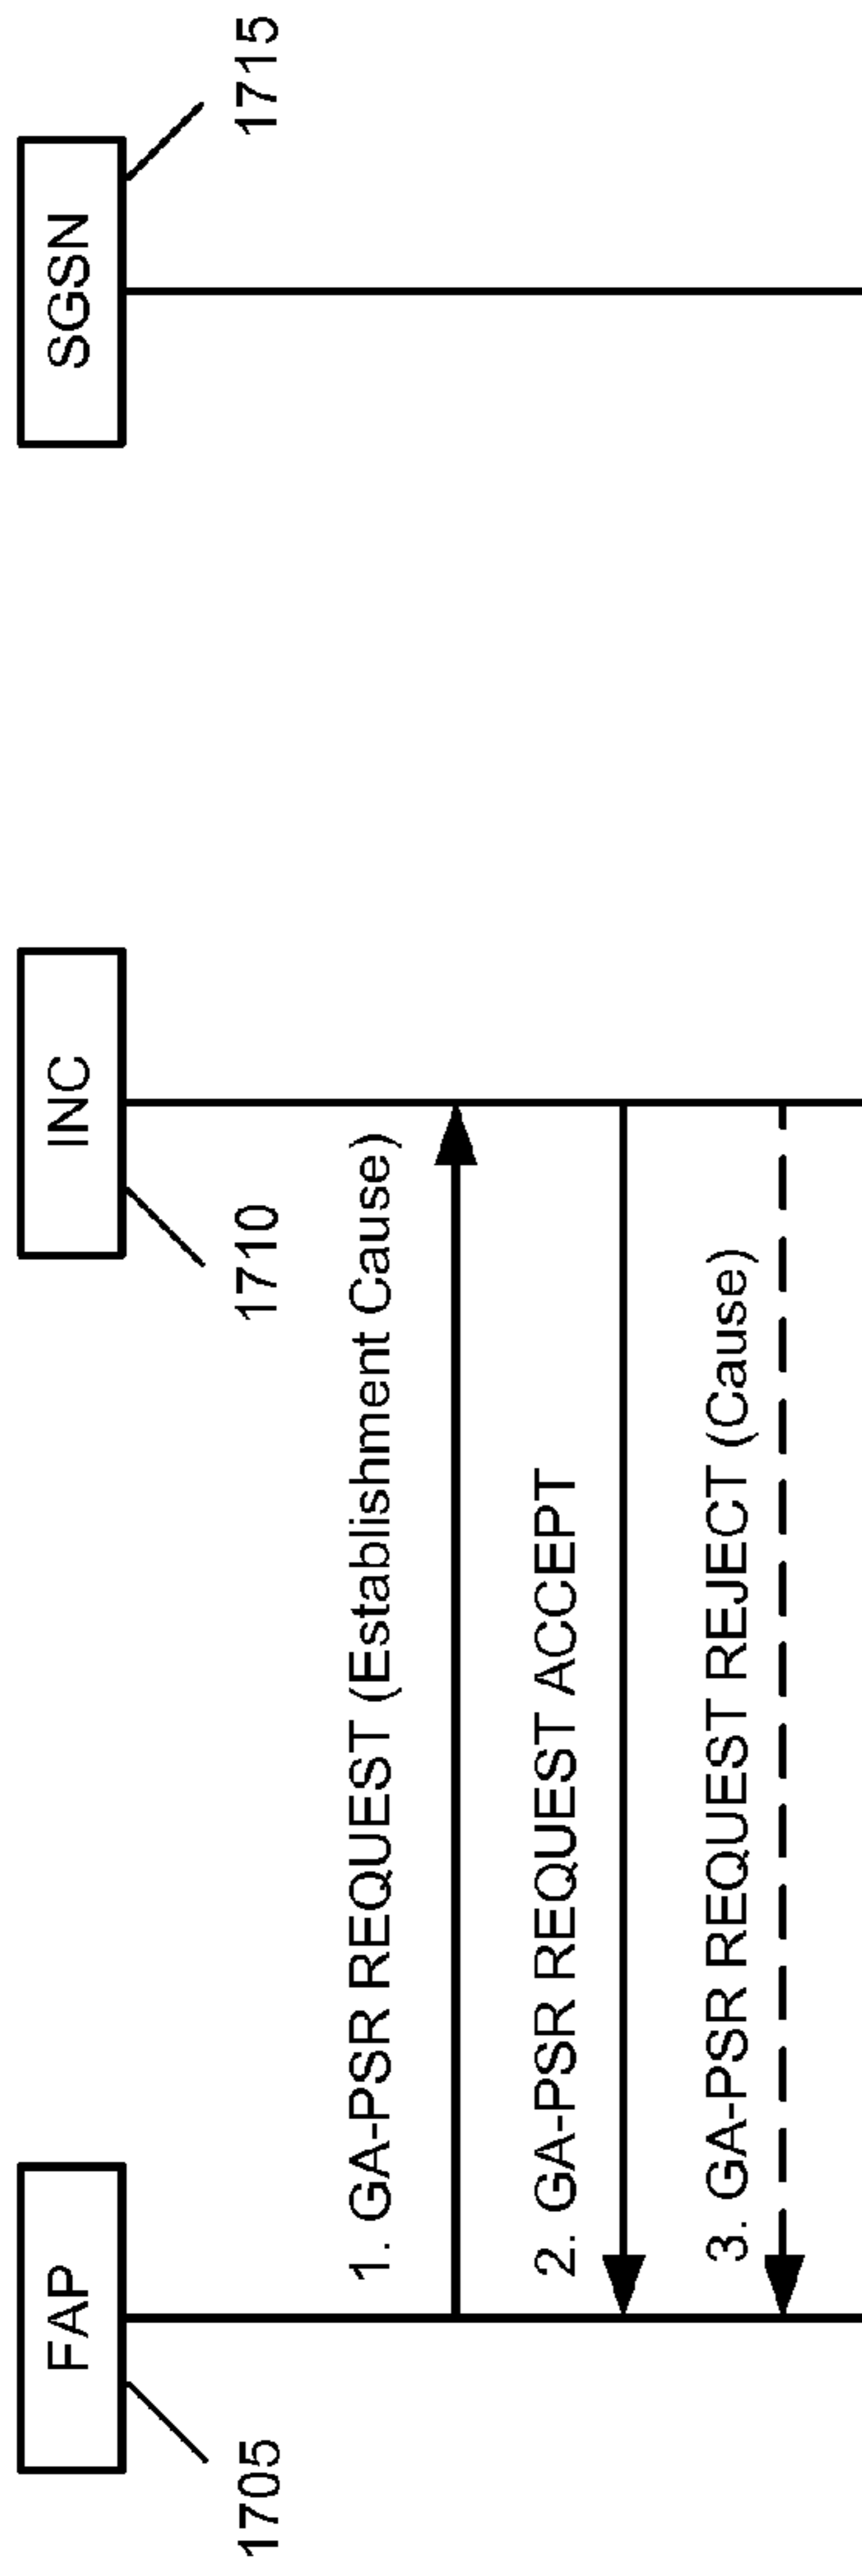 FAP
INC
SGSN
1705
1710
1715
1. GA-PSR REQUEST (Establishment Cause)
2. GA-PSR REQUEST ACCEPT
3. GA-PSR REQUEST REJECT (Cause)